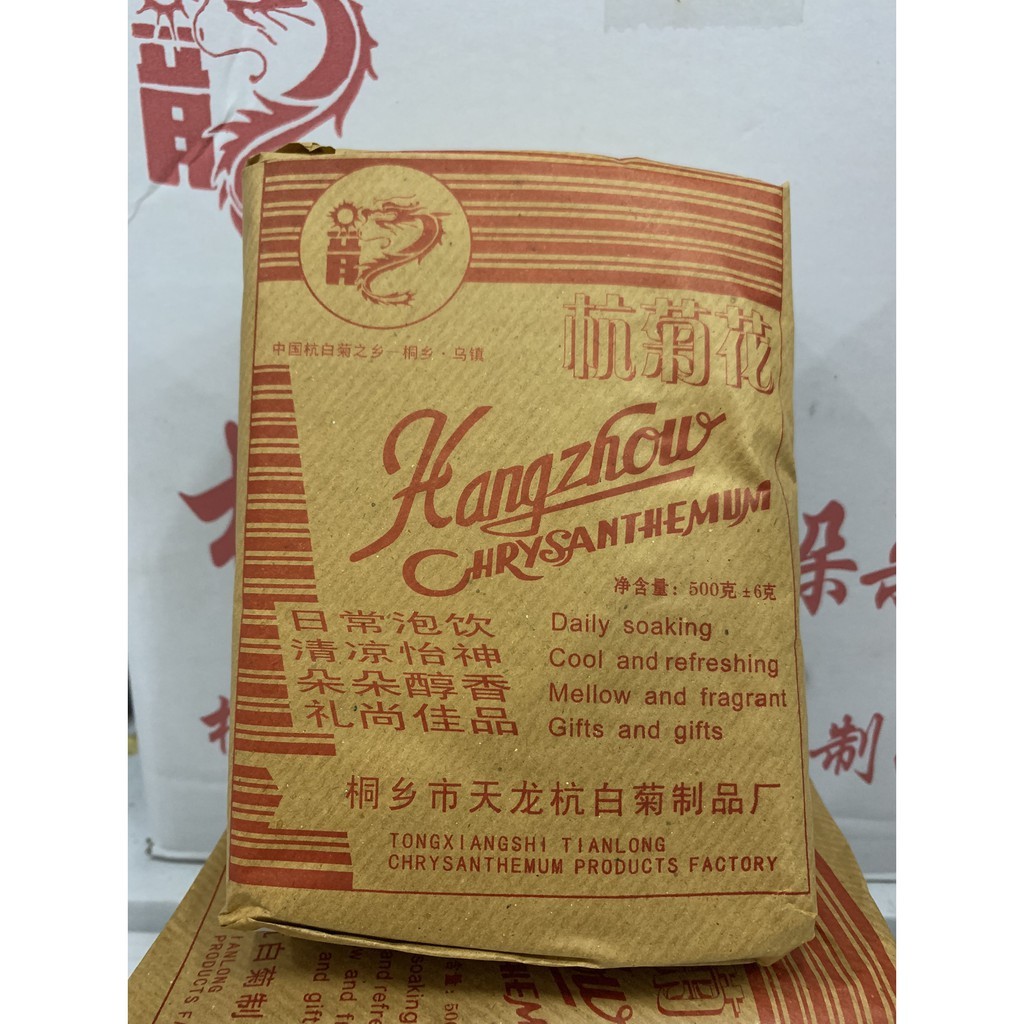 中国杭白菊之乡—桐乡·乌镇
杭菊花
Hangzhow
CHRYSANTHEMUM
净含量：500克±6克
日常泡饮
清凉怡神
朵朵醇香
礼尚佳品
Daily soaking .
Cool and refreshing
Mellow and fragrant
Gifts and gifts
桐乡市天龙杭白菊制品厂
TONGXIANGSHI TIANLONG
CHRYSANTHEMUM PRODUCTS FACTORY
朵
制